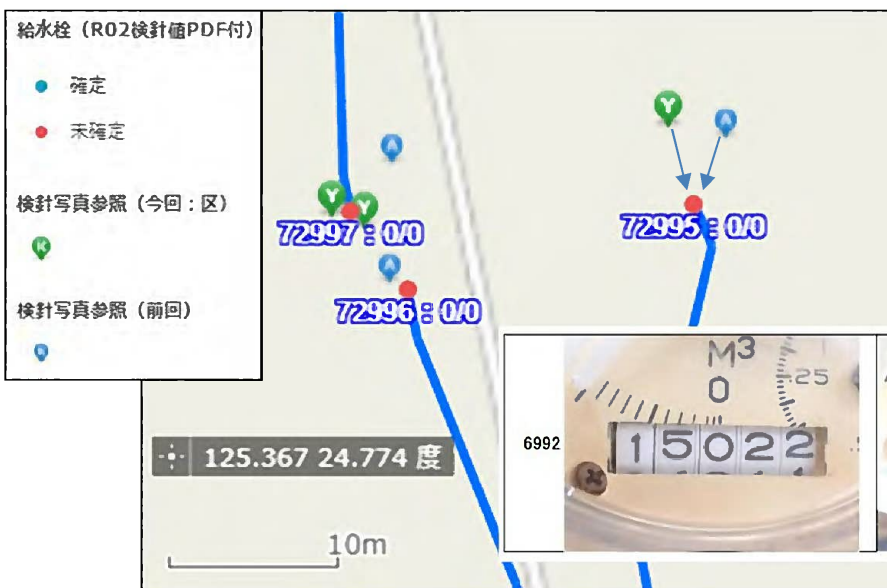 給水栓（R02検針値PDF付）
確定
未確定
検針写真参照（今回：区）
K
検針写真参照（前回）
Y
A
Y
Y
A
72997 : 0/0
72995 : 0/0
A
72996 : 0/0
M3
0
25
6992
15022
125.367 24.774 度
10m